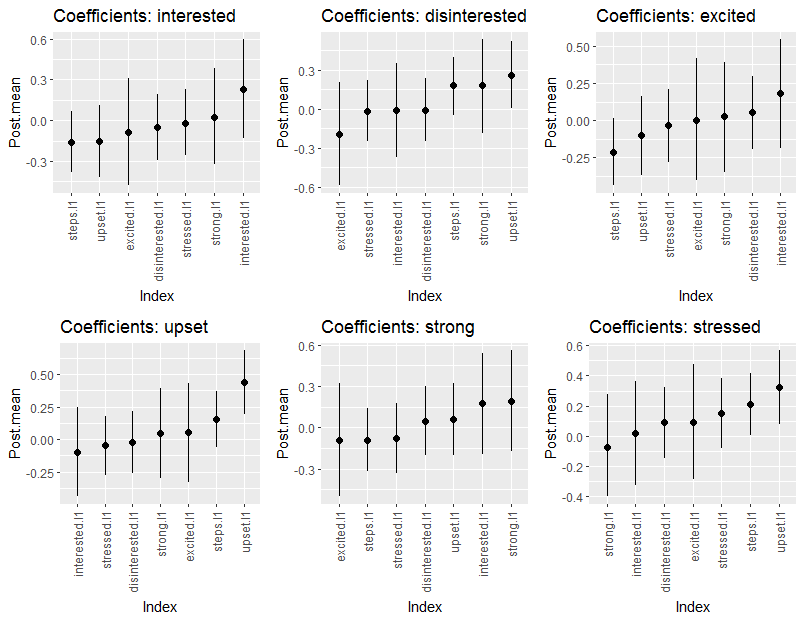 Coefficients: interested
Post.mean
0.6
0.3
0.0
-0.3
steps.l1
upset.l1
excited.l1
disinterested.l1
stressed.l1
strong.l1
interested.l1
Index
Coefficients: disinterested
Post.mean
0.3
0.0
-0.3
-0.6
excited.l1
stressed.l1
interested.l1
disinterested.l1
steps.l1
strong.l1
upset.l1
Index
Coefficients: excited
Post.mean
0.50
0.25
0.00
-0.25
steps.l1
upset.l1
stressed.l1
excited.l1
strong.l1
disinterested.l1
interested.l1
Index
Coefficients: upset
Post.mean
0.50
0.25
0.00
-0.25
interested.l1
stressed.l1
disinterested.l1
strong.l1
excited.l1
steps.l1
upset.l1
Index
Coefficients: strong
Post.mean
0.6
0.3
0.0
-0.3
excited.l1
steps.l1
stressed.l1
disinterested.l1
upset.l1
interested.l1
strong.l1
Index
Coefficients: stressed
Post.mean
0.6
0.4
0.2
0.0
-0.2
-0.4
strong.l1
interested.l1
disinterested.l1
excited.l1
stressed.l1
steps.l1
upset.l1
Index